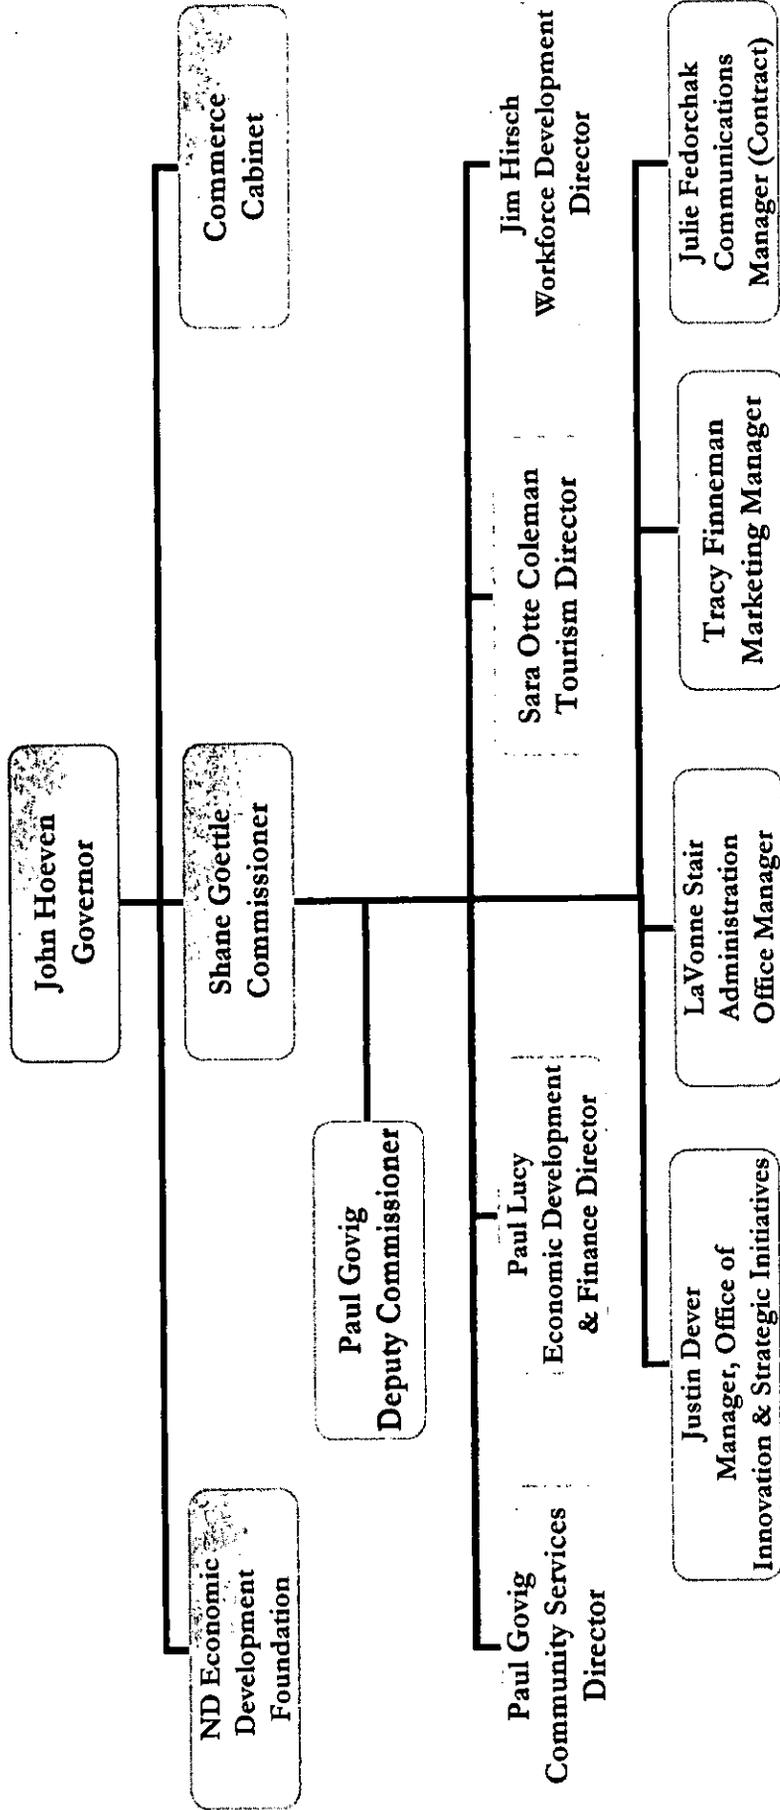 John Hoeven
Governor
ND Economic
Development
Foundation
Shane Goettle
Commissioner
Commerce
Cabinet
Paul Govig
Deputy Commissioner
Paul Govig
Community Services
Director
Paul Lucy
Economic Development
& Finance Director
Sara Otte Coleman
Tourism Director
Jim Hirsch
Workforce Development
Director
Justin Dever
Manager, Office of
Innovation & Strategic Initiatives
LaVonne Stair
Administration
Office Manager
Tracy Finneman
Marketing Manager
Julie Fedorchak
Communications
Manager (Contract)